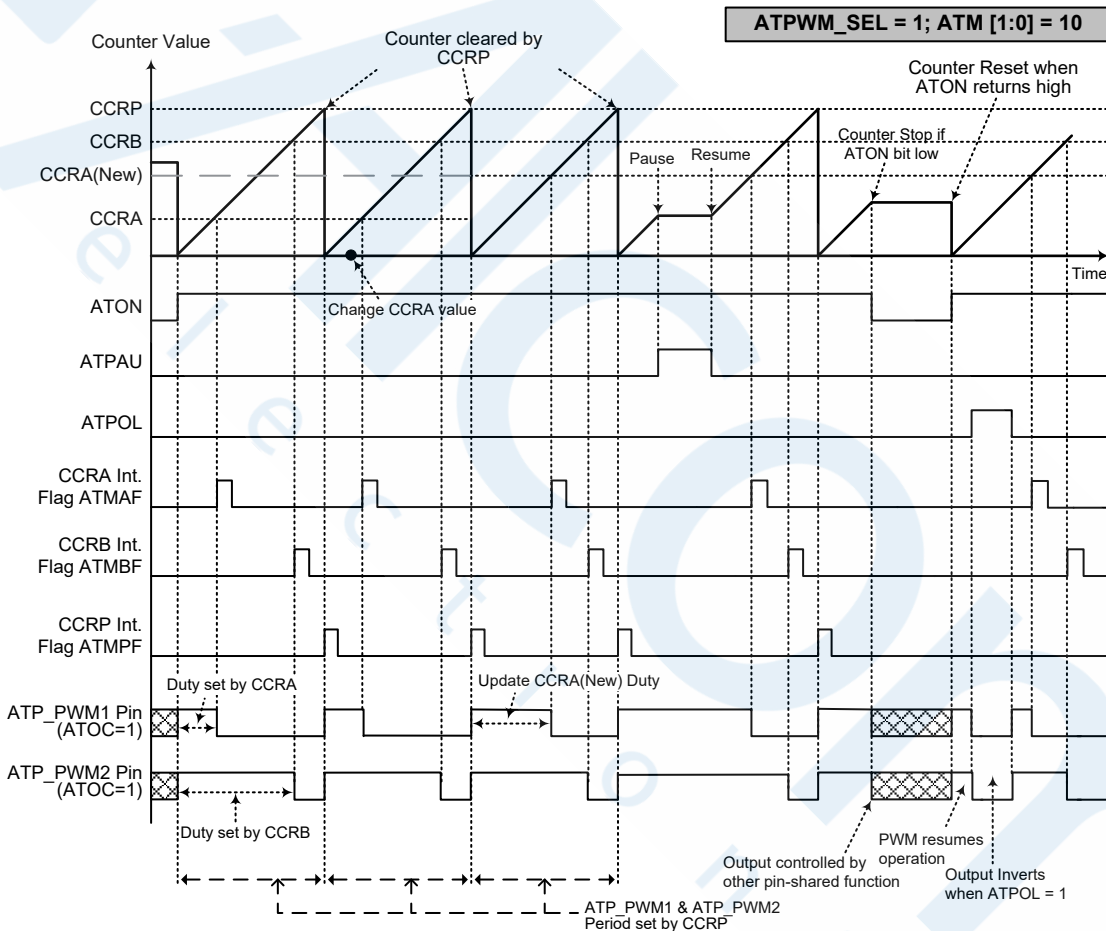 ATPWM_SEL = 1; ATM [1:0] = 10
Counter Value
Counter cleared by
CCRP
Counter Reset when
ATON returns high
CCRP
CCRB
CCRA(New)
CCRA
Pause
Resume
Counter Stop if
ATON bit low
Time
Change CCRA value
ATON
ATPAU
ATPOL
CCRA Int.
Flag ATMAF
CCRB Int.
Flag ATMBF
CCRP Int.
Flag ATMPF
Duty set by CCRA
Update CCRA(New) Duty
ATP_PWM1 Pin
(ATOC=1)
ATP_PWM2 Pin
(ATOC=1)
Duty set by CCRB
Output controlled by
other pin-shared function
PWM resumes
operation
Output Inverts
when ATPOL = 1
ATP_PWM1 & ATP_PWM2
Period set by CCRP